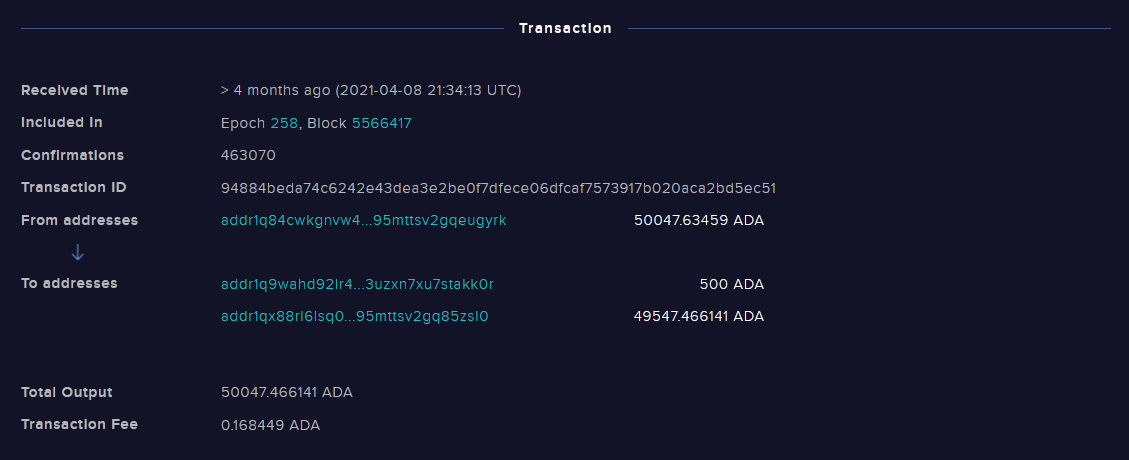 Transaction
Received Time > 4 months ago (2021-04-08 21:34:13 UTC)
Included In Epoch 258, Block 5566417
Confirmations 463070
Transaction ID 94884beda74c6242e43dea3e2be0f7dfece06dfcaf7573917b020aca2bd5ec51
From addresses addr1q84cwkgnvw4...95mttsv2gqeugyrk 50047.63459 ADA
To addresses addr1q9wahd92lr4...3uzxn7xu7stakk0r 500 ADA
addr1qx88rl6lsq0...95mttsv2gq85zsl0 49547.466141 ADA
Total Output 50047.466141 ADA
Transaction Fee 0.168449 ADA